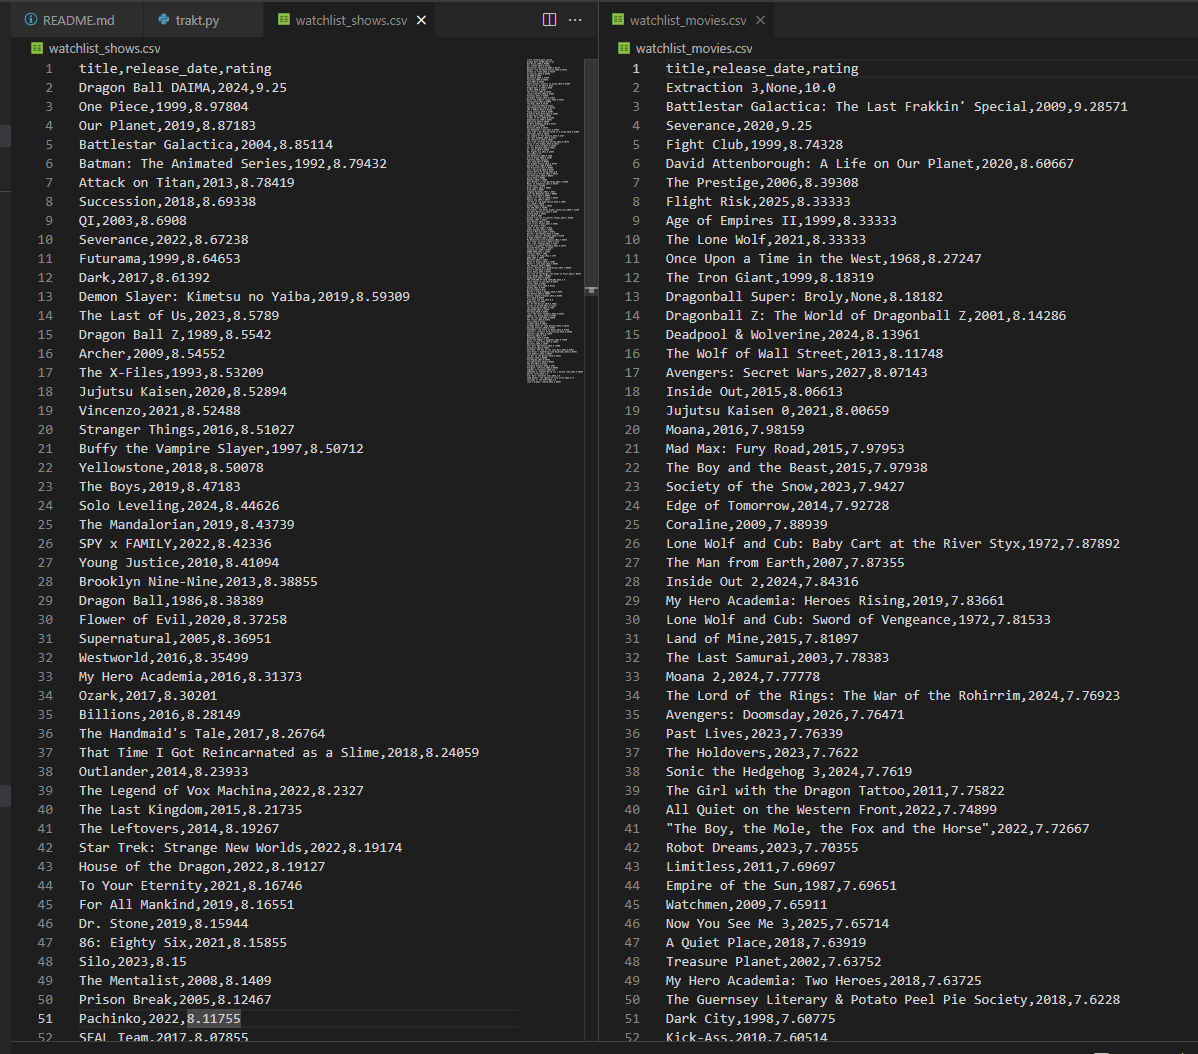 README.md
trakt.py
watchlist_shows.csv
watchlist_movies.csv
watchlist_shows.csv
1 title,release_date,rating
2 Dragon Ball DAIMA,2024,9.25
3 One Piece,1999,8.97804
4 Our Planet,2019,8.87183
5 Battlestar Galactica,2004,8.85114
6 Batman: The Animated Series,1992,8.79432
7 Attack on Titan,2013,8.78419
8 Succession,2018,8.69338
9 QI,2003,8.6908
10 Severance,2022,8.67238
11 Futurama,1999,8.64653
12 Dark,2017,8.61392
13 Demon Slayer: Kimetsu no Yaiba,2019,8.59309
14 The Last of Us,2023,8.5789
15 Dragon Ball Z,1989,8.5542
16 Archer,2009,8.54552
17 The X-Files,1993,8.53209
18 Jujutsu Kaisen,2020,8.52894
19 Vincenzo,2021,8.52488
20 Stranger Things,2016,8.51027
21 Buffy the Vampire Slayer,1997,8.50712
22 Yellowstone,2018,8.50078
23 The Boys,2019,8.47183
24 Solo Leveling,2024,8.44626
25 The Mandalorian,2019,8.43739
26 SPY x FAMILY,2022,8.42336
27 Young Justice,2010,8.41094
28 Brooklyn Nine-Nine,2013,8.38855
29 Dragon Ball,1986,8.38389
30 Flower of Evil,2020,8.37258
31 Supernatural,2005,8.36951
32 Westworld,2016,8.35499
33 My Hero Academia,2016,8.31373
34 Ozark,2017,8.30201
35 Billions,2016,8.28149
36 The Handmaid's Tale,2017,8.26764
37 That Time I Got Reincarnated as a Slime,2018,8.24059
38 Outlander,2014,8.23933
39 The Legend of Vox Machina,2022,8.2327
40 The Last Kingdom,2015,8.21735
41 The Leftovers,2014,8.19267
42 Star Trek: Strange New Worlds,2022,8.19174
43 House of the Dragon,2022,8.19127
44 To Your Eternity,2021,8.16746
45 For All Mankind,2019,8.16551
46 Dr. Stone,2019,8.15944
47 86: Eighty Six,2021,8.15855
48 Silo,2023,8.15
49 The Mentalist,2008,8.1409
50 Prison Break,2005,8.12467
51 Pachinko,2022,8.11755
52 SEAL Team,2017,8.07855
watchlist_movies.csv
1 title,release_date,rating
2 Extraction 3,None,10.0
3 Battlestar Galactica: The Last Frakkin' Special,2009,9.28571
4 Severance,2020,9.25
5 Fight Club,1999,8.74328
6 David Attenborough: A Life on Our Planet,2020,8.60667
7 The Prestige,2006,8.39308
8 Flight Risk,2025,8.33333
9 Age of Empires II,1999,8.33333
10 The Lone Wolf,2021,8.33333
11 Once Upon a Time in the West,1968,8.27247
12 The Iron Giant,1999,8.18319
13 Dragonball Super: Broly,None,8.18182
14 Dragonball Z: The World of Dragonball Z,2001,8.14286
15 Deadpool & Wolverine,2024,8.13961
16 The Wolf of Wall Street,2013,8.11748
17 Avengers: Secret Wars,2027,8.07143
18 Inside Out,2015,8.06613
19 Jujutsu Kaisen 0,2021,8.00659
20 Moana,2016,7.98159
21 Mad Max: Fury Road,2015,7.97953
22 The Boy and the Beast,2015,7.97938
23 Society of the Snow,2023,7.9427
24 Edge of Tomorrow,2014,7.92728
25 Coraline,2009,7.88939
26 Lone Wolf and Cub: Baby Cart at the River Styx,1972,7.87892
27 The Man from Earth,2007,7.87355
28 Inside Out 2,2024,7.84316
29 My Hero Academia: Heroes Rising,2019,7.83661
30 Lone Wolf and Cub: Sword of Vengeance,1972,7.81533
31 Land of Mine,2015,7.81097
32 The Last Samurai,2003,7.78383
33 Moana 2,2024,7.77778
34 The Lord of the Rings: The War of the Rohirrim,2024,7.76923
35 Avengers: Doomsday,2026,7.76471
36 Past Lives,2023,7.76339
37 The Holdovers,2023,7.7622
38 Sonic the Hedgehog 3,2024,7.7619
39 The Girl with the Dragon Tattoo,2011,7.75822
40 All Quiet on the Western Front,2022,7.74899
41 "The Boy, the Mole, the Fox and the Horse",2022,7.72667
42 Robot Dreams,2023,7.70355
43 Limitless,2011,7.69697
44 Empire of the Sun,1987,7.69651
45 Watchmen,2009,7.65911
46 Now You See Me 3,2025,7.65714
47 A Quiet Place,2018,7.63919
48 Treasure Planet,2002,7.63752
49 My Hero Academia: Two Heroes,2018,7.63725
50 The Guernsey Literary & Potato Peel Pie Society,2018,7.6228
51 Dark City,1998,7.60775
52 Kick-Ass,2010,7.60514